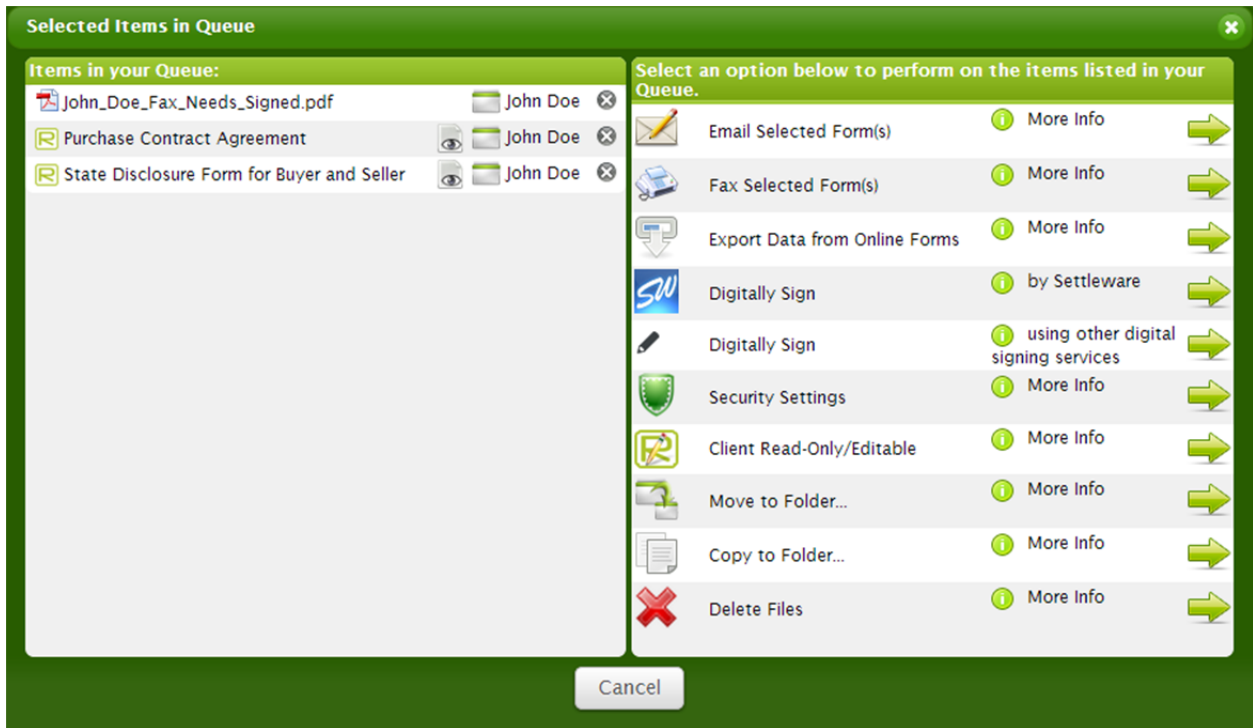 Selected Items in Queue
Items in your Queue:
John_Doe_Fax_Needs_Signed.pdf John Doe
Purchase Contract Agreement John Doe
State Disclosure Form for Buyer and Seller John Doe
Select an option below to perform on the items listed in your
Queue.
Email Selected Form(s) More Info
Fax Selected Form(s) More Info
Export Data from Online Forms More Info
SW Digitally Sign by Settleware
Digitally Sign using other digital
signing services
Security Settings More Info
Client Read-Only/Editable More Info
Move to Folder... More Info
Copy to Folder... More Info
Delete Files More Info
Cancel